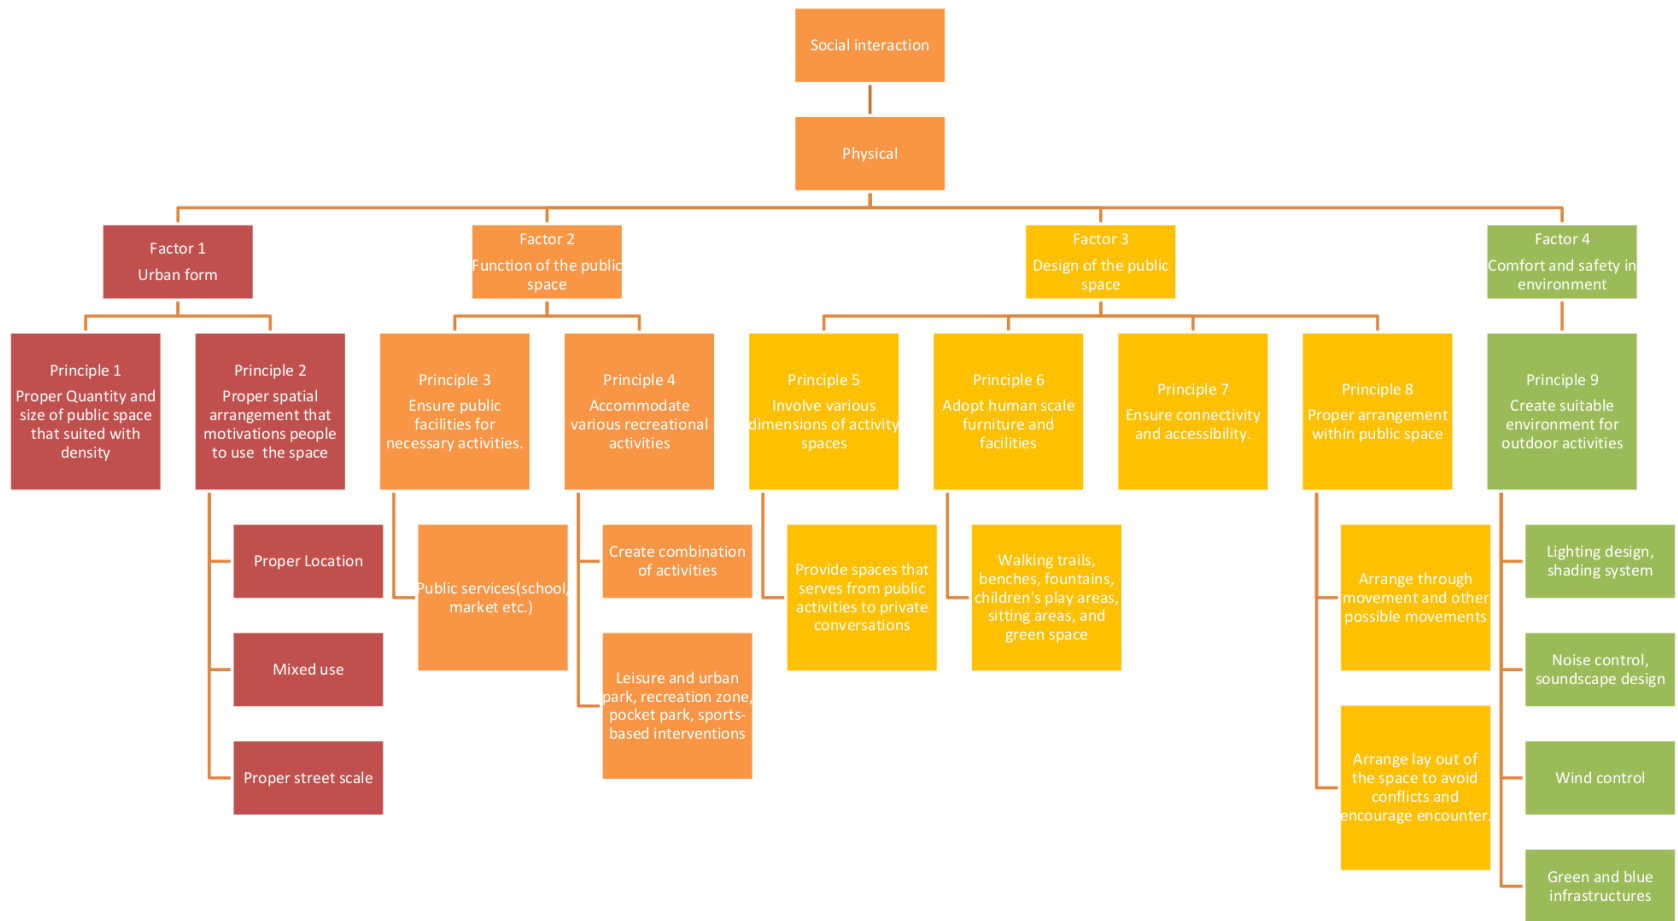 Social interaction
Physical
Factor 1
Urban form
Factor 2
Function of the public
space
Factor 3
Design of the public
space
Factor 4
Comfort and safety in
environment
Principle 1
Proper Quantity and
size of public space
that suited with
density
Principle 2
Proper spatial
arrangement that
motivations people
to use the space
Principle 3
Ensure public
facilities for
necessary activities.
Principle 4
Accommodate
various recreational
activities
Principle 5
Involve various
dimensions of activity
spaces
Principle 6
Adopt human scale
furniture and
facilities
Principle 7
Ensure connectivity
and accessibility.
Principle 8
Proper arrangement
within public space
Principle 9
Create suitable
environment for
outdoor activities
Proper Location
Mixed use
Proper street scale
Public services(school,
market etc.)
Create combination
of activities
Leisure and urban
park, recreation zone,
pocket park, sports-
based interventions
Provide spaces that
serves from public
activities to private
conversations
Walking trails,
benches, fountains,
children's play areas,
sitting areas, and
green space
Arrange through
movement and other
possible movements
Arrange lay out of
the space to avoid
conflicts and
encourage encounter.
Lighting design,
shading system
Noise control,
soundscape design
Wind control
Green and blue
infrastructures